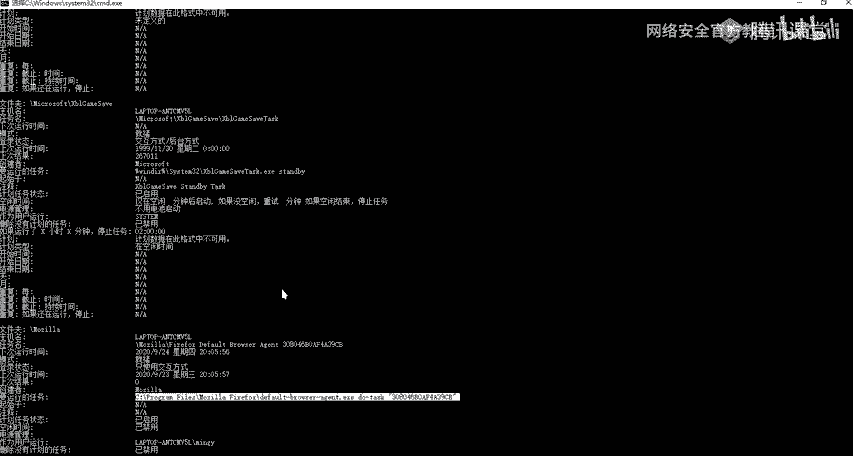 选择C:\Windows\system32\cmd.exe
网络安全官方教 腾讯课堂
计划: 计划数据在此格式中不可用。
计划类型: 未定义的
开始时间: N/A
开始日期: N/A
结束日期: N/A
天: N/A
月: N/A
重复: 每: N/A
重复: 截止: 时间: N/A
重复: 截止: 持续时间: N/A
重复: 如果还在运行，停止: N/A
文件夹: \Microsoft\XblGameSave
主机名: LAPTOP-ANTCMV5L
任务名: \Microsoft\XblGameSave\XblGameSaveTask
下次运行时间: N/A
模式: 就绪
登录状态: 交互方式/后台方式
上次运行时间: 1999/11/30 星期二 0:00:00
上次结果: 267011
创建者: Microsoft
要运行的任务: %windir%\System32\XblGameSaveTask.exe standby
起始于: N/A
注释: XblGameSave Standby Task
计划任务状态: 已启用
空闲时间: 仅在空闲 分钟后启动, 如果没空闲，重试 分钟 如果空闲结束，停止任务
电源管理: 不用电池启动
作为用户运行: SYSTEM
删除没有计划的任务: 已禁用
如果运行了 X 小时 X 分钟，停止任务: 02:00:00
计划: 计划数据在此格式中不可用。
计划类型: 在空闲时间
开始时间: N/A
开始日期: N/A
结束日期: N/A
天: N/A
月: N/A
重复: 每: N/A
重复: 截止: 时间: N/A
重复: 截止: 持续时间: N/A
重复: 如果还在运行，停止: N/A
文件夹: \Mozilla
主机名: LAPTOP-ANTCMV5L
任务名: \Mozilla\Firefox Default Browser Agent 308046B0AF4A39CB
下次运行时间: 2020/9/24 星期四 20:05:56
模式: 就绪
登录状态: 只使用交互方式
上次运行时间: 2020/9/23 星期三 20:05:57
上次结果: 0
创建者: Mozilla
要运行的任务: C:\Program Files\Mozilla Firefox\default-browser-agent.exe do-task "308046B0AF4A39CB"
起始于: N/A
注释: N/A
计划任务状态: 已启用
空闲时间: 已禁用
电源管理:
作为用户运行: LAPTOP-ANTCMV5L\mingy
删除没有计划的任务: 已禁用